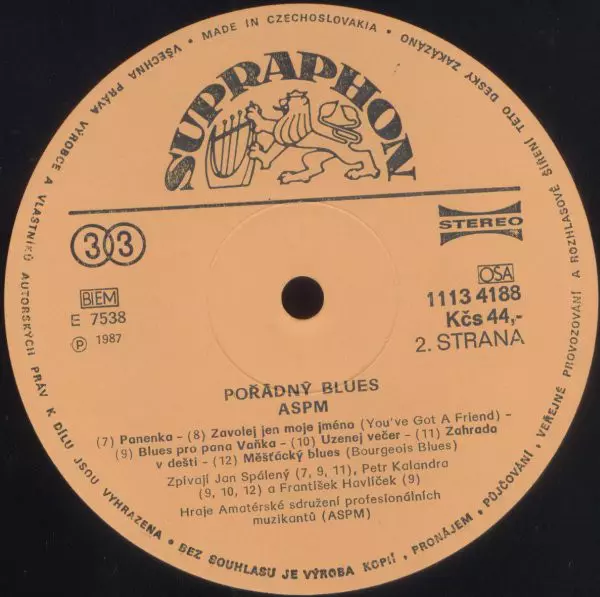 VŠECHNA PRÁVA VÝROBCE A VLASTNÍKŮ AUTORSKÝCH PRÁV K DÍLU JSOU VYHRAZENA • BEZ SOUHLASU JE VÝROBA KOPIÍ, PRONÁJEM, PŮJČOVÁNÍ, VEŘEJNÉ PROVOZOVÁNÍ A ROZHLASOVÉ ŠÍŘENÍ TÉTO DESKY ZAKÁZÁNO • MADE IN CZECHOSLOVAKIA •
SUPRAPHON
33
STEREO
BIEM
OSA
E 7538
1113 4188
Ⓟ 1987
Kčs 44,-
2. STRANA
POŘÁDNÝ BLUES
ASPM
(7) Panenka – (8) Zavolej jen moje jméno (You've Got A Friend) –
(9) Blues pro pana Vaňka – (10) Uzenej večer – (11) Zahrada
v dešti – (12) Měšťácký blues (Bourgeois Blues)
Zpívají Jan Spálený (7, 9, 11), Petr Kalandra
(9, 10, 12) a František Havlíček (9)
Hraje Amatérské sdružení profesionálních
muzikantů (ASPM)